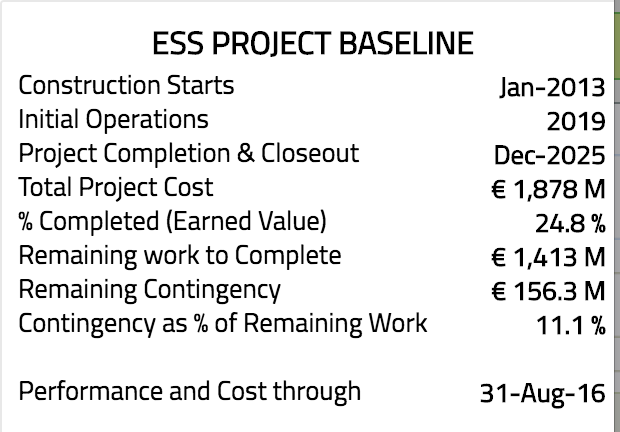 ESS PROJECT BASELINE
Construction Starts Jan-2013
Initial Operations 2019
Project Completion & Closeout Dec-2025
Total Project Cost € 1,878 M
% Completed (Earned Value) 24.8 %
Remaining work to Complete € 1,413 M
Remaining Contingency € 156.3 M
Contingency as % of Remaining Work 11.1 %
Performance and Cost through 31-Aug-16